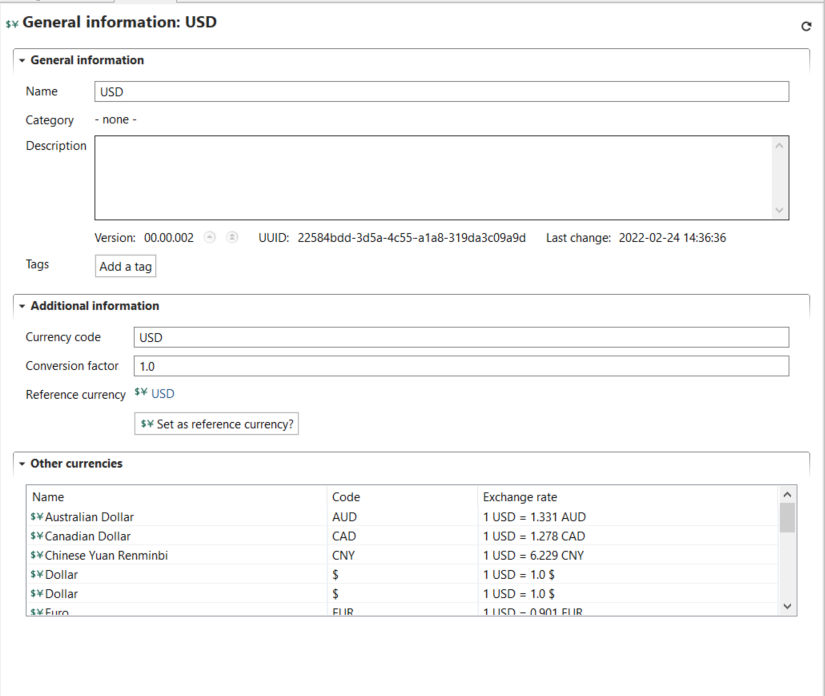 $¥ General information: USD
General information
Name USD
Category - none -
Description
Version: 00.00.002 UUID: 22584bdd-3d5a-4c55-a1a8-319da3c09a9d Last change: 2022-02-24 14:36:36
Tags Add a tag
Additional information
Currency code USD
Conversion factor 1.0
Reference currency $¥ USD
$¥ Set as reference currency?
Other currencies
Name Code Exchange rate
$¥ Australian Dollar AUD 1 USD = 1.331 AUD
$¥ Canadian Dollar CAD 1 USD = 1.278 CAD
$¥ Chinese Yuan Renminbi CNY 1 USD = 6.229 CNY
$¥ Dollar $ 1 USD = 1.0 $
$¥ Dollar $ 1 USD = 1.0 $
$¥ Euro EUR 1 USD = 0.901 EUR